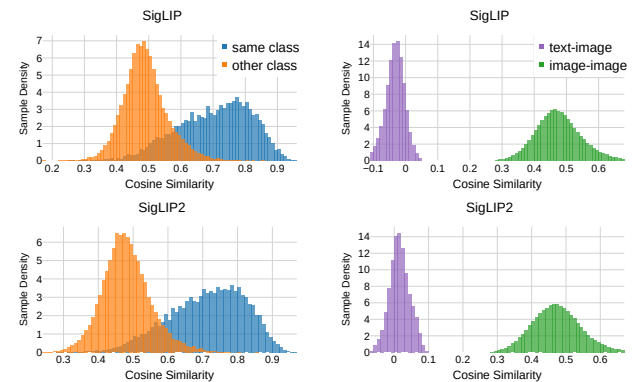 SigLIP
7
6
5
4
3
2
1
0
Sample Density
same class
other class
0.2 0.3 0.4 0.5 0.6 0.7 0.8 0.9
Cosine Similarity
SigLIP
14
12
10
8
6
4
2
0
Sample Density
text-image
image-image
−0.1 0 0.1 0.2 0.3 0.4 0.5 0.6
Cosine Similarity
SigLIP2
6
5
4
3
2
1
0
Sample Density
0.3 0.4 0.5 0.6 0.7 0.8 0.9
Cosine Similarity
SigLIP2
14
12
10
8
6
4
2
0
Sample Density
0 0.1 0.2 0.3 0.4 0.5 0.6
Cosine Similarity